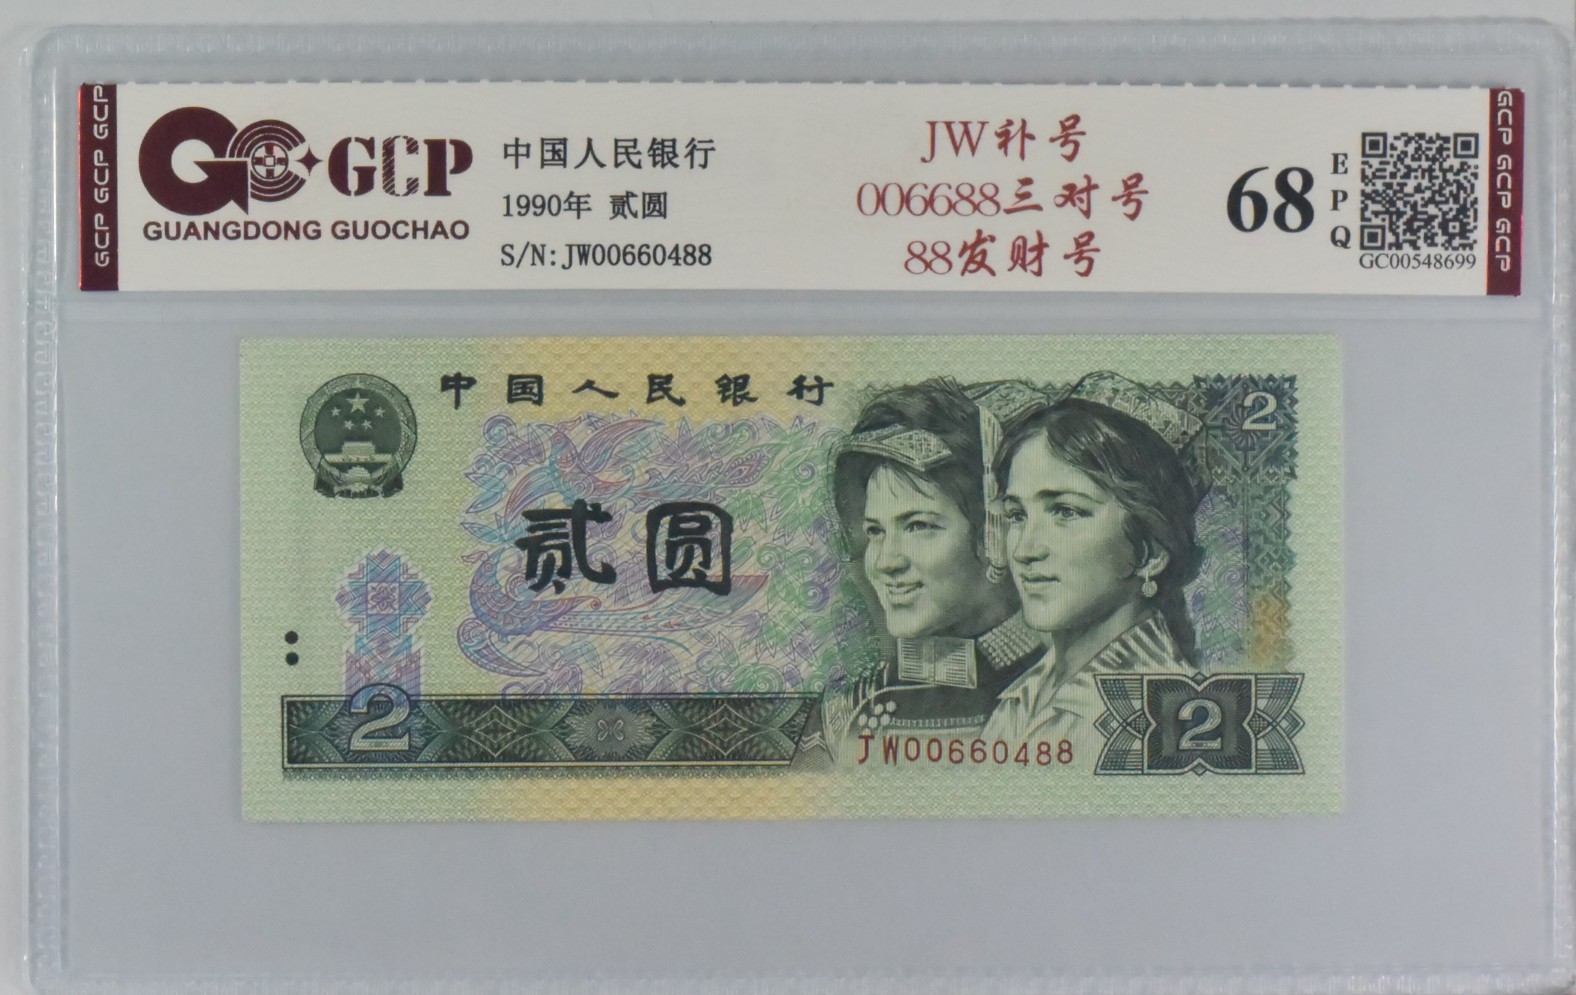 GCP GCP GCP
GCP
GUANGDONG GUOCHAO
中国人民银行
1990年 贰圆
S/N:JW00660488
JW补号
006688三对号
88发财号
68
EPQ
GC00548699
GCP GCP GCP
中国人民银行
2
贰圆
2
JW00660488
2